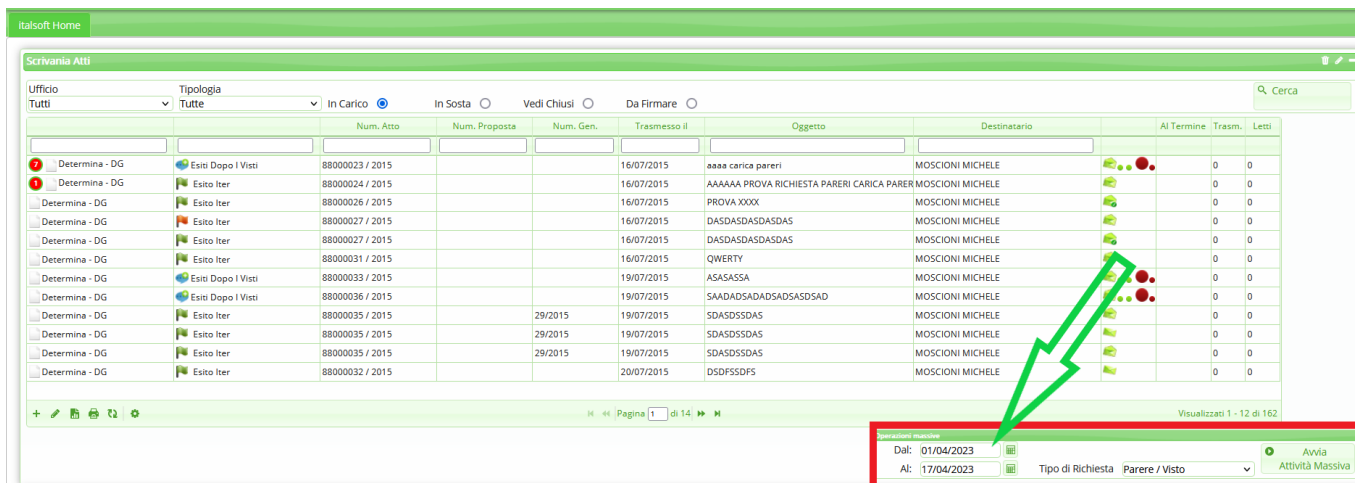 italsoft Home
Scrivania Atti
Ufficio Tipologia
Tutti Tutte In Carico In Sosta Vedi Chiusi Da Firmare Cerca
Num. Atto Num. Proposta Num. Gen. Trasmesso il Oggetto Destinatario Al Termine Trasm. Letti
7 Determina - DG Esiti Dopo I Visti 88000023 / 2015 16/07/2015 aaaa carica pareri MOSCIONI MICHELE 0 0
1 Determina - DG Esito Iter 88000024 / 2015 16/07/2015 AAAAAA PROVA RICHIESTA PARERI CARICA PARER MOSCIONI MICHELE 0 0
Determina - DG Esito Iter 88000026 / 2015 16/07/2015 PROVA XXXX MOSCIONI MICHELE 0 0
Determina - DG Esito Iter 88000027 / 2015 16/07/2015 DASDASDASDASDAS MOSCIONI MICHELE 0 0
Determina - DG Esito Iter 88000027 / 2015 16/07/2015 DASDASDASDASDAS MOSCIONI MICHELE 0 0
Determina - DG Esito Iter 88000031 / 2015 16/07/2015 QWERTY MOSCIONI MICHELE 0 0
Determina - DG Esiti Dopo I Visti 88000033 / 2015 19/07/2015 ASASASSA MOSCIONI MICHELE 0 0
Determina - DG Esiti Dopo I Visti 88000036 / 2015 19/07/2015 SAADADSADADSADSASDSAD MOSCIONI MICHELE 0 0
Determina - DG Esito Iter 88000035 / 2015 29/2015 19/07/2015 SDASDSSDAS MOSCIONI MICHELE 0 0
Determina - DG Esito Iter 88000035 / 2015 29/2015 19/07/2015 SDASDSSDAS MOSCIONI MICHELE 0 0
Determina - DG Esito Iter 88000035 / 2015 29/2015 19/07/2015 SDASDSSDAS MOSCIONI MICHELE 0 0
Determina - DG Esito Iter 88000032 / 2015 20/07/2015 DSDFSSDFS MOSCIONI MICHELE 0 0
Pagina 1 di 14 Visualizzati 1 - 12 di 162
Operazioni massive
Dal: 01/04/2023 Avvia
Al: 17/04/2023 Tipo di Richiesta Parere / Visto Attività Massiva